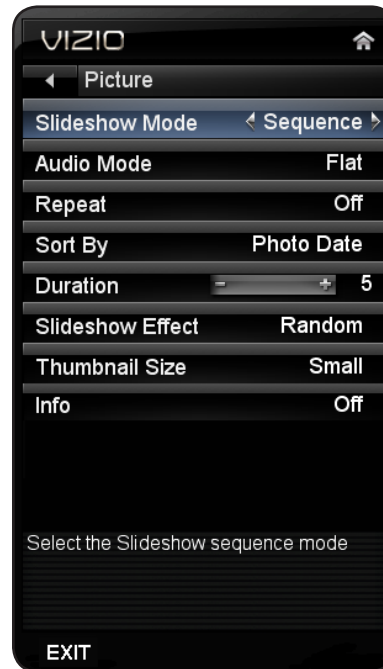 VIZIO
Picture
Slideshow Mode Sequence
Audio Mode Flat
Repeat Off
Sort By Photo Date
Duration - + 5
Slideshow Effect Random
Thumbnail Size Small
Info Off
Select the Slideshow sequence mode
EXIT